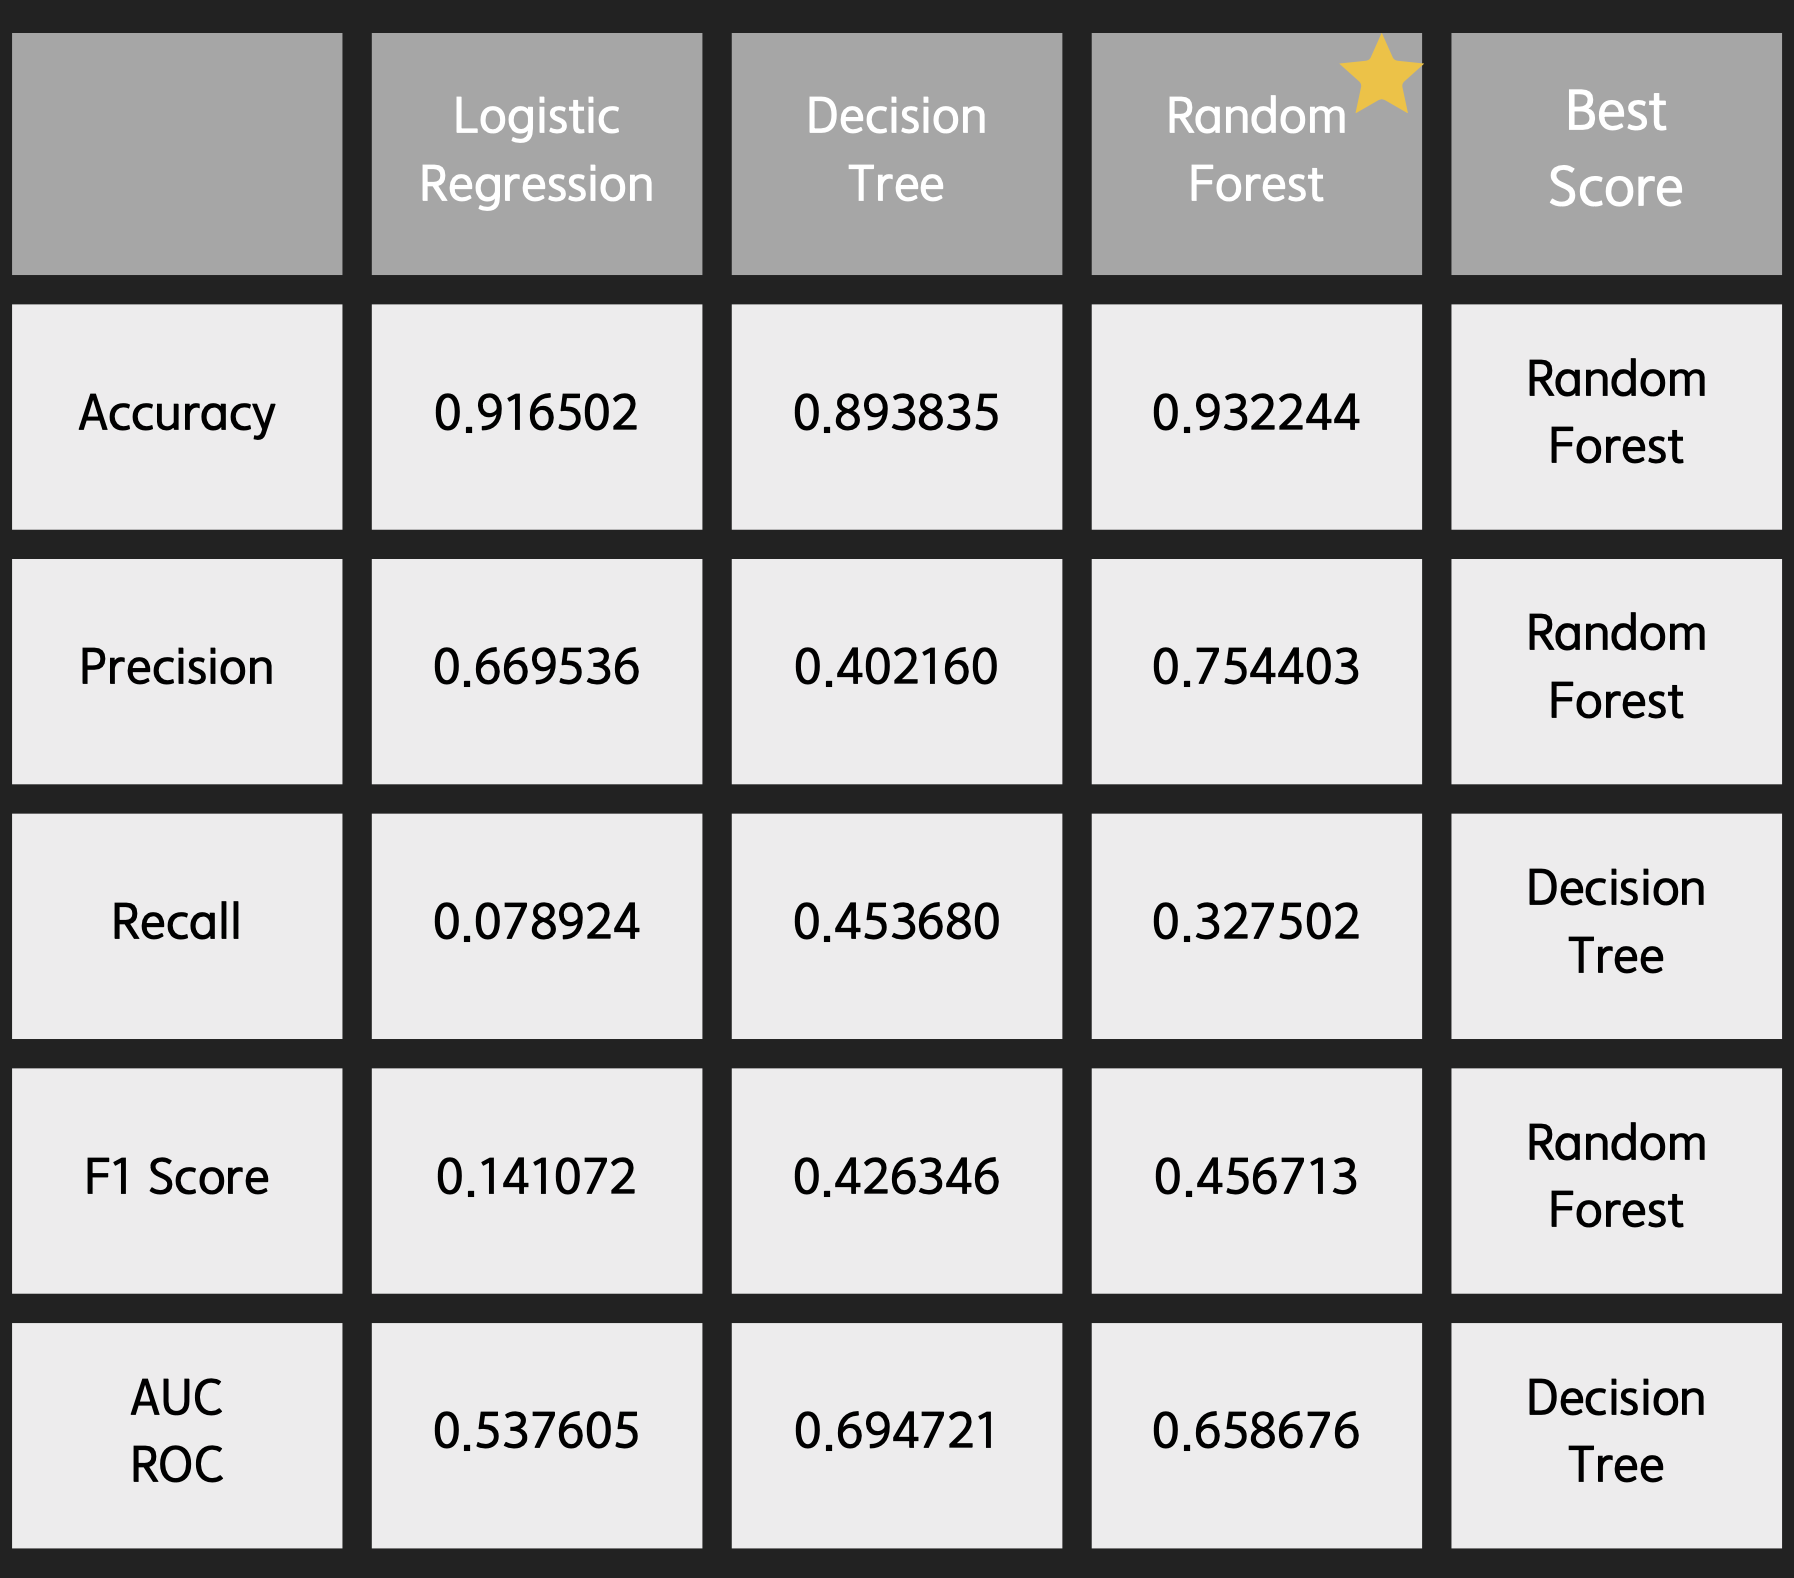 Logistic
Regression
Decision
Tree
Random
Forest
Best
Score
Accuracy
0.916502
0.893835
0.932244
Random
Forest
Precision
0.669536
0.402160
0.754403
Random
Forest
Recall
0.078924
0.453680
0.327502
Decision
Tree
F1 Score
0.141072
0.426346
0.456713
Random
Forest
AUC
ROC
0.537605
0.694721
0.658676
Decision
Tree